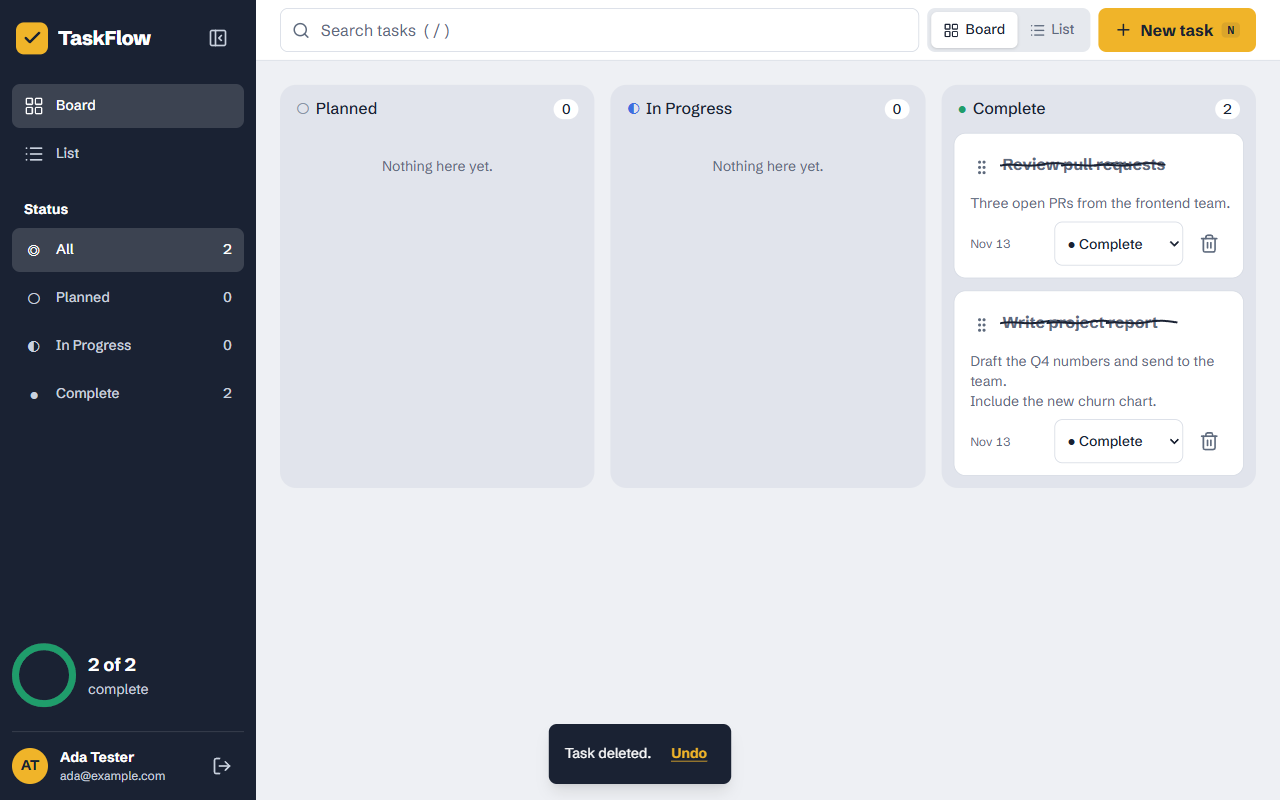 TaskFlow
Board
List
Status
All 2
Planned 0
In Progress 0
Complete 2
2 of 2
complete
AT
Ada Tester
ada@example.com
Search tasks ( / )
Board
List
New task N
Planned 0
Nothing here yet.
In Progress 0
Nothing here yet.
Complete 2
Review pull requests
Three open PRs from the frontend team.
Nov 13
Complete
Write project report
Draft the Q4 numbers and send to the
team.
Include the new churn chart.
Nov 13
Complete
Task deleted. Undo